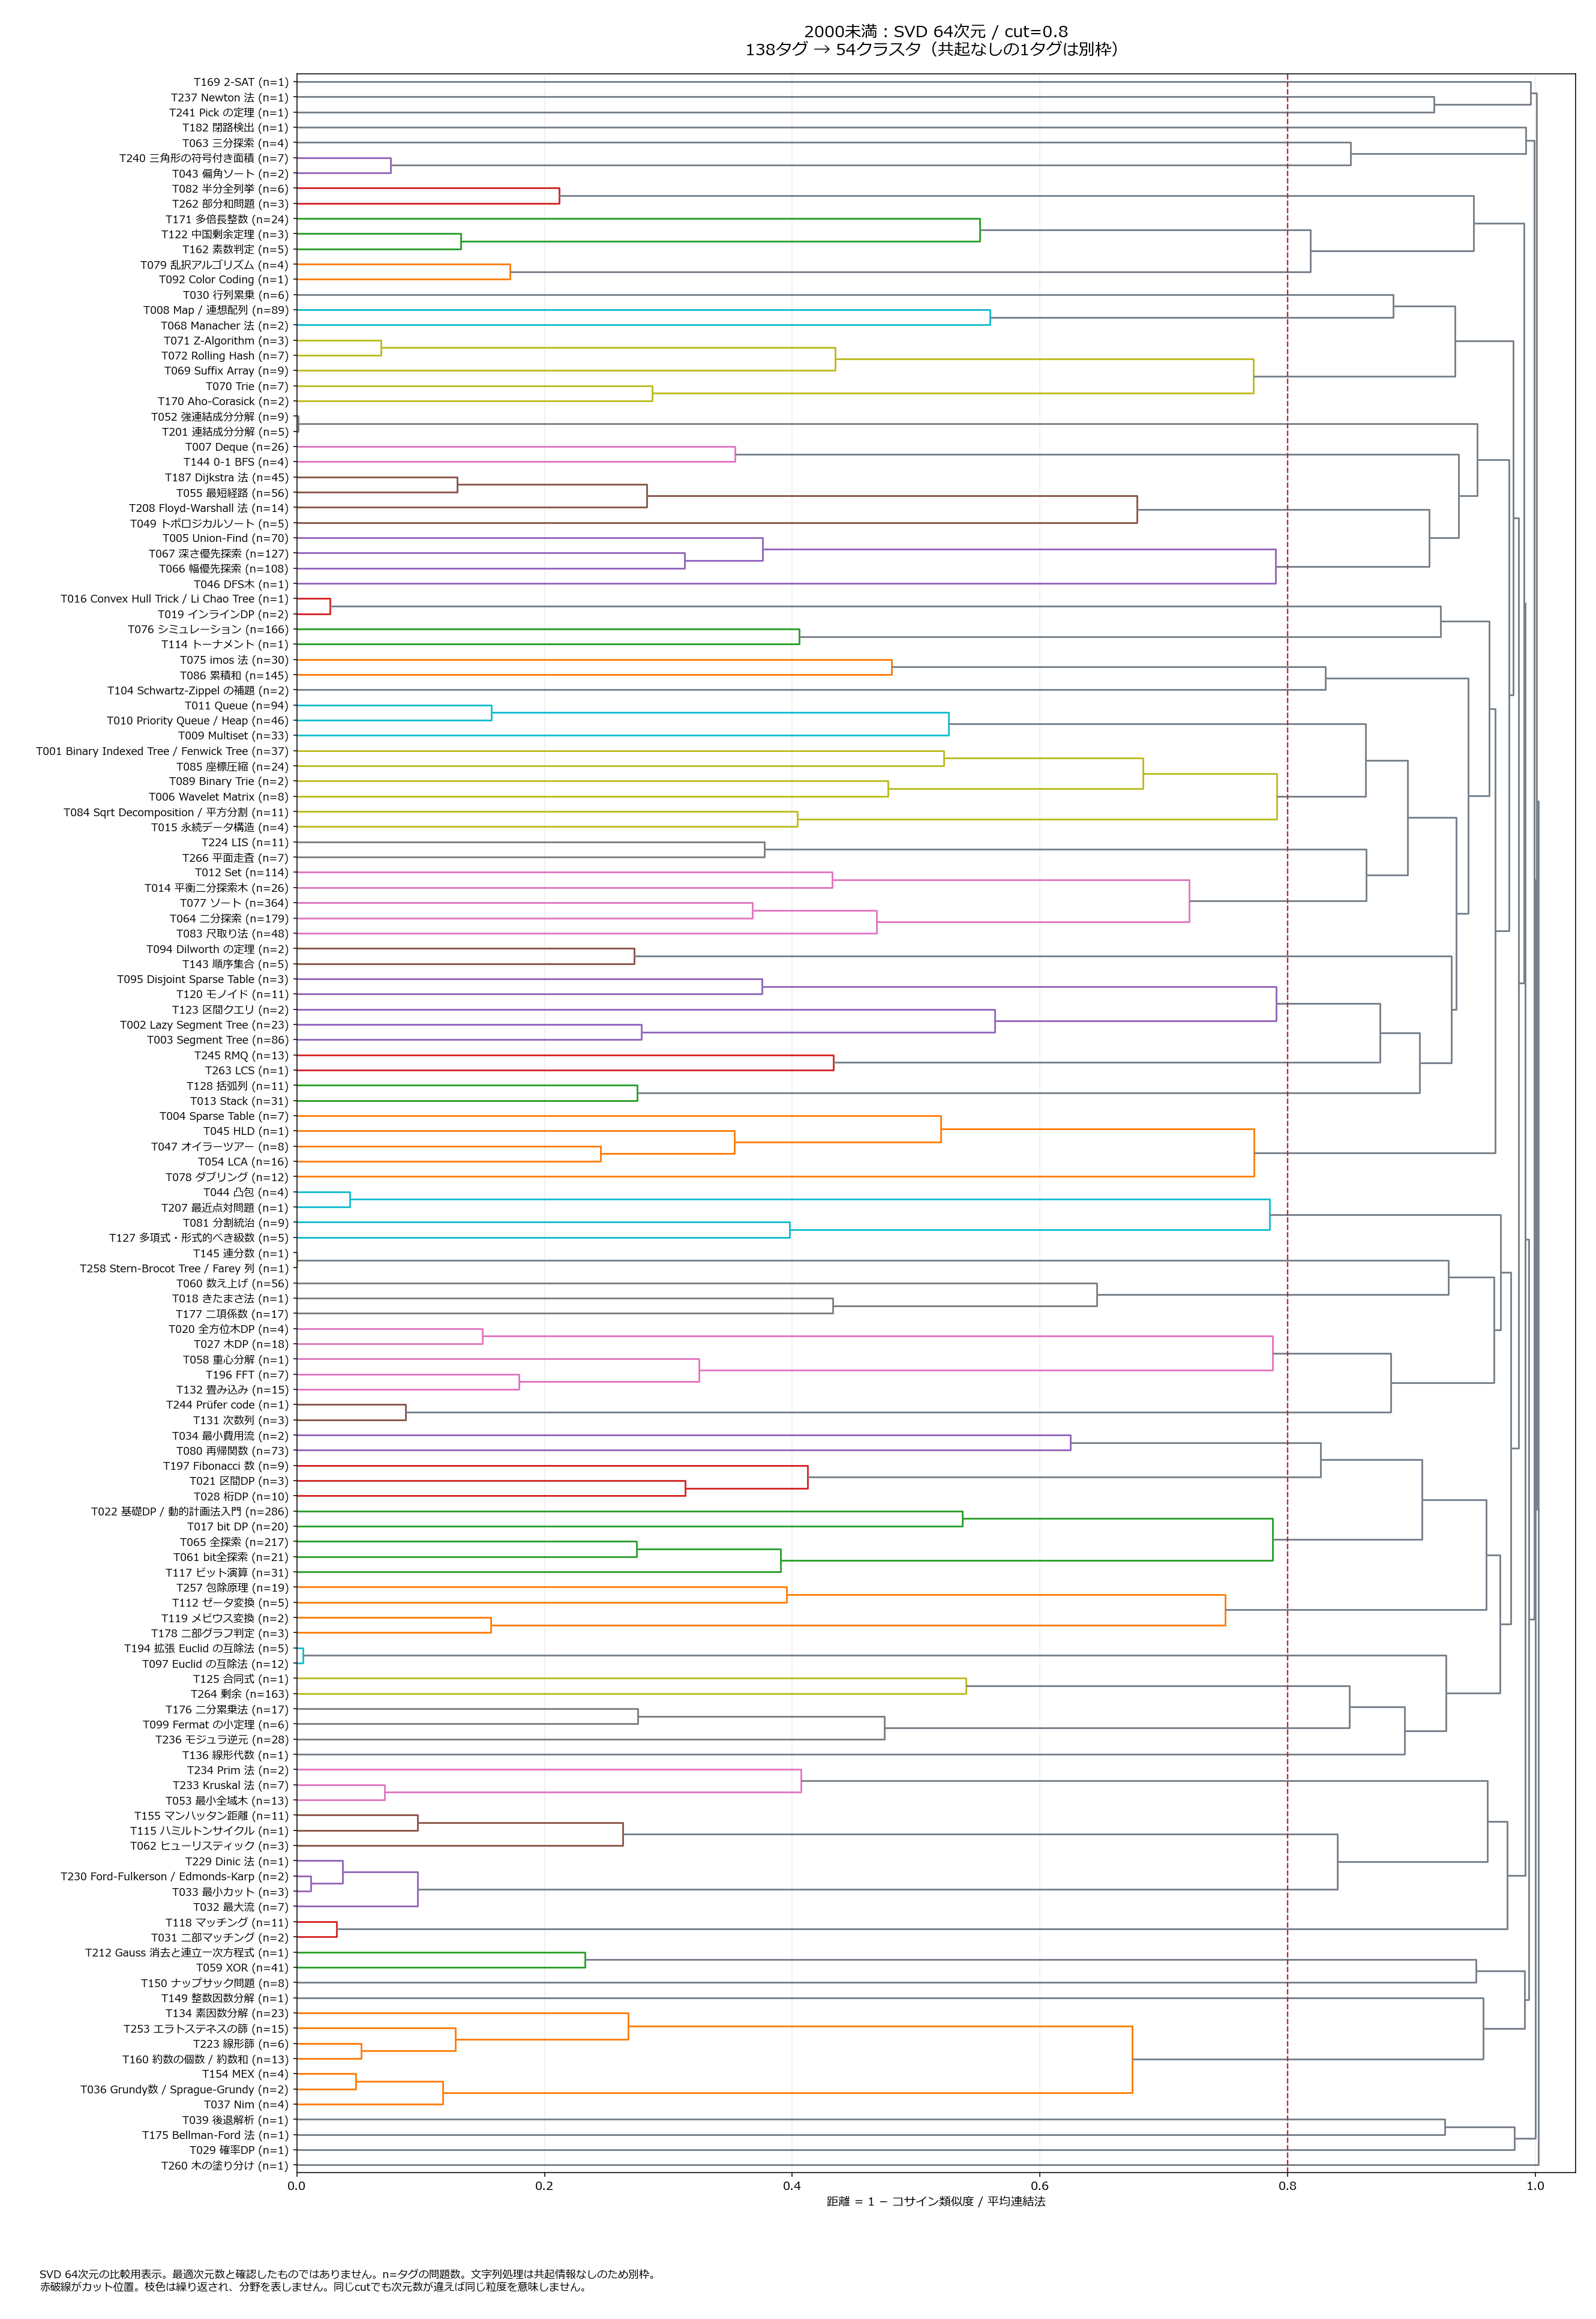 2000未満：SVD 64次元 / cut=0.8
138タグ → 54クラスタ（共起なしの1タグは別枠）
T169 2-SAT (n=1)
T237 Newton 法 (n=1)
T241 Pick の定理 (n=1)
T182 閉路検出 (n=1)
T063 三分探索 (n=4)
T240 三角形の符号付き面積 (n=7)
T043 偏角ソート (n=2)
T082 半分全列挙 (n=6)
T262 部分和問題 (n=3)
T171 多倍長整数 (n=24)
T122 中国剰余定理 (n=3)
T162 素数判定 (n=5)
T079 乱択アルゴリズム (n=4)
T092 Color Coding (n=1)
T030 行列累乗 (n=6)
T008 Map / 連想配列 (n=89)
T068 Manacher 法 (n=2)
T071 Z-Algorithm (n=3)
T072 Rolling Hash (n=7)
T069 Suffix Array (n=9)
T070 Trie (n=7)
T170 Aho-Corasick (n=2)
T052 強連結成分分解 (n=9)
T201 連結成分分解 (n=5)
T007 Deque (n=26)
T144 0-1 BFS (n=4)
T187 Dijkstra 法 (n=45)
T055 最短経路 (n=56)
T208 Floyd-Warshall 法 (n=14)
T049 トポロジカルソート (n=5)
T005 Union-Find (n=70)
T067 深さ優先探索 (n=127)
T066 幅優先探索 (n=108)
T046 DFS木 (n=1)
T016 Convex Hull Trick / Li Chao Tree (n=1)
T019 インラインDP (n=2)
T076 シミュレーション (n=166)
T114 トーナメント (n=1)
T075 imos 法 (n=30)
T086 累積和 (n=145)
T104 Schwartz-Zippel の補題 (n=2)
T011 Queue (n=94)
T010 Priority Queue / Heap (n=46)
T009 Multiset (n=33)
T001 Binary Indexed Tree / Fenwick Tree (n=37)
T085 座標圧縮 (n=24)
T089 Binary Trie (n=2)
T006 Wavelet Matrix (n=8)
T084 Sqrt Decomposition / 平方分割 (n=11)
T015 永続データ構造 (n=4)
T224 LIS (n=11)
T266 平面走査 (n=7)
T012 Set (n=114)
T014 平衡二分探索木 (n=26)
T077 ソート (n=364)
T064 二分探索 (n=179)
T083 尺取り法 (n=48)
T094 Dilworth の定理 (n=2)
T143 順序集合 (n=5)
T095 Disjoint Sparse Table (n=3)
T120 モノイド (n=11)
T123 区間クエリ (n=2)
T002 Lazy Segment Tree (n=23)
T003 Segment Tree (n=86)
T245 RMQ (n=13)
T263 LCS (n=1)
T128 括弧列 (n=11)
T013 Stack (n=31)
T004 Sparse Table (n=7)
T045 HLD (n=1)
T047 オイラーツアー (n=8)
T054 LCA (n=16)
T078 ダブリング (n=12)
T044 凸包 (n=4)
T207 最近点対問題 (n=1)
T081 分割統治 (n=9)
T127 多項式・形式的べき級数 (n=5)
T145 連分数 (n=1)
T258 Stern-Brocot Tree / Farey 列 (n=1)
T060 数え上げ (n=56)
T018 きたまさ法 (n=1)
T177 二項係数 (n=17)
T020 全方位木DP (n=4)
T027 木DP (n=18)
T058 重心分解 (n=1)
T196 FFT (n=7)
T132 畳み込み (n=15)
T244 Prüfer code (n=1)
T131 次数列 (n=3)
T034 最小費用流 (n=2)
T080 再帰関数 (n=73)
T197 Fibonacci 数 (n=9)
T021 区間DP (n=3)
T028 桁DP (n=10)
T022 基礎DP / 動的計画法入門 (n=286)
T017 bit DP (n=20)
T065 全探索 (n=217)
T061 bit全探索 (n=21)
T117 ビット演算 (n=31)
T257 包除原理 (n=19)
T112 ゼータ変換 (n=5)
T119 メビウス変換 (n=2)
T178 二部グラフ判定 (n=3)
T194 拡張 Euclid の互除法 (n=5)
T097 Euclid の互除法 (n=12)
T125 合同式 (n=1)
T264 剰余 (n=163)
T176 二分累乗法 (n=17)
T099 Fermat の小定理 (n=6)
T236 モジュラ逆元 (n=28)
T136 線形代数 (n=1)
T234 Prim 法 (n=2)
T233 Kruskal 法 (n=7)
T053 最小全域木 (n=13)
T155 マンハッタン距離 (n=11)
T115 ハミルトンサイクル (n=1)
T062 ヒューリスティック (n=3)
T229 Dinic 法 (n=1)
T230 Ford-Fulkerson / Edmonds-Karp (n=2)
T033 最小カット (n=3)
T032 最大流 (n=7)
T118 マッチング (n=11)
T031 二部マッチング (n=2)
T212 Gauss 消去と連立一次方程式 (n=1)
T059 XOR (n=41)
T150 ナップサック問題 (n=8)
T149 整数因数分解 (n=1)
T134 素因数分解 (n=23)
T253 エラトステネスの篩 (n=15)
T223 線形篩 (n=6)
T160 約数の個数 / 約数和 (n=13)
T154 MEX (n=4)
T036 Grundy数 / Sprague-Grundy (n=2)
T037 Nim (n=4)
T039 後退解析 (n=1)
T175 Bellman-Ford 法 (n=1)
T029 確率DP (n=1)
T260 木の塗り分け (n=1)
0.0 0.2 0.4 0.6 0.8 1.0
距離 = 1 − コサイン類似度 / 平均連結法
SVD 64次元の比較用表示。最適次元数と確認したものではありません。n=タグの問題数。文字列処理は共起情報なしのため別枠。
赤破線がカット位置。枝色は繰り返され、分野を表しません。同じcutでも次元数が違えば同じ粒度を意味しません。